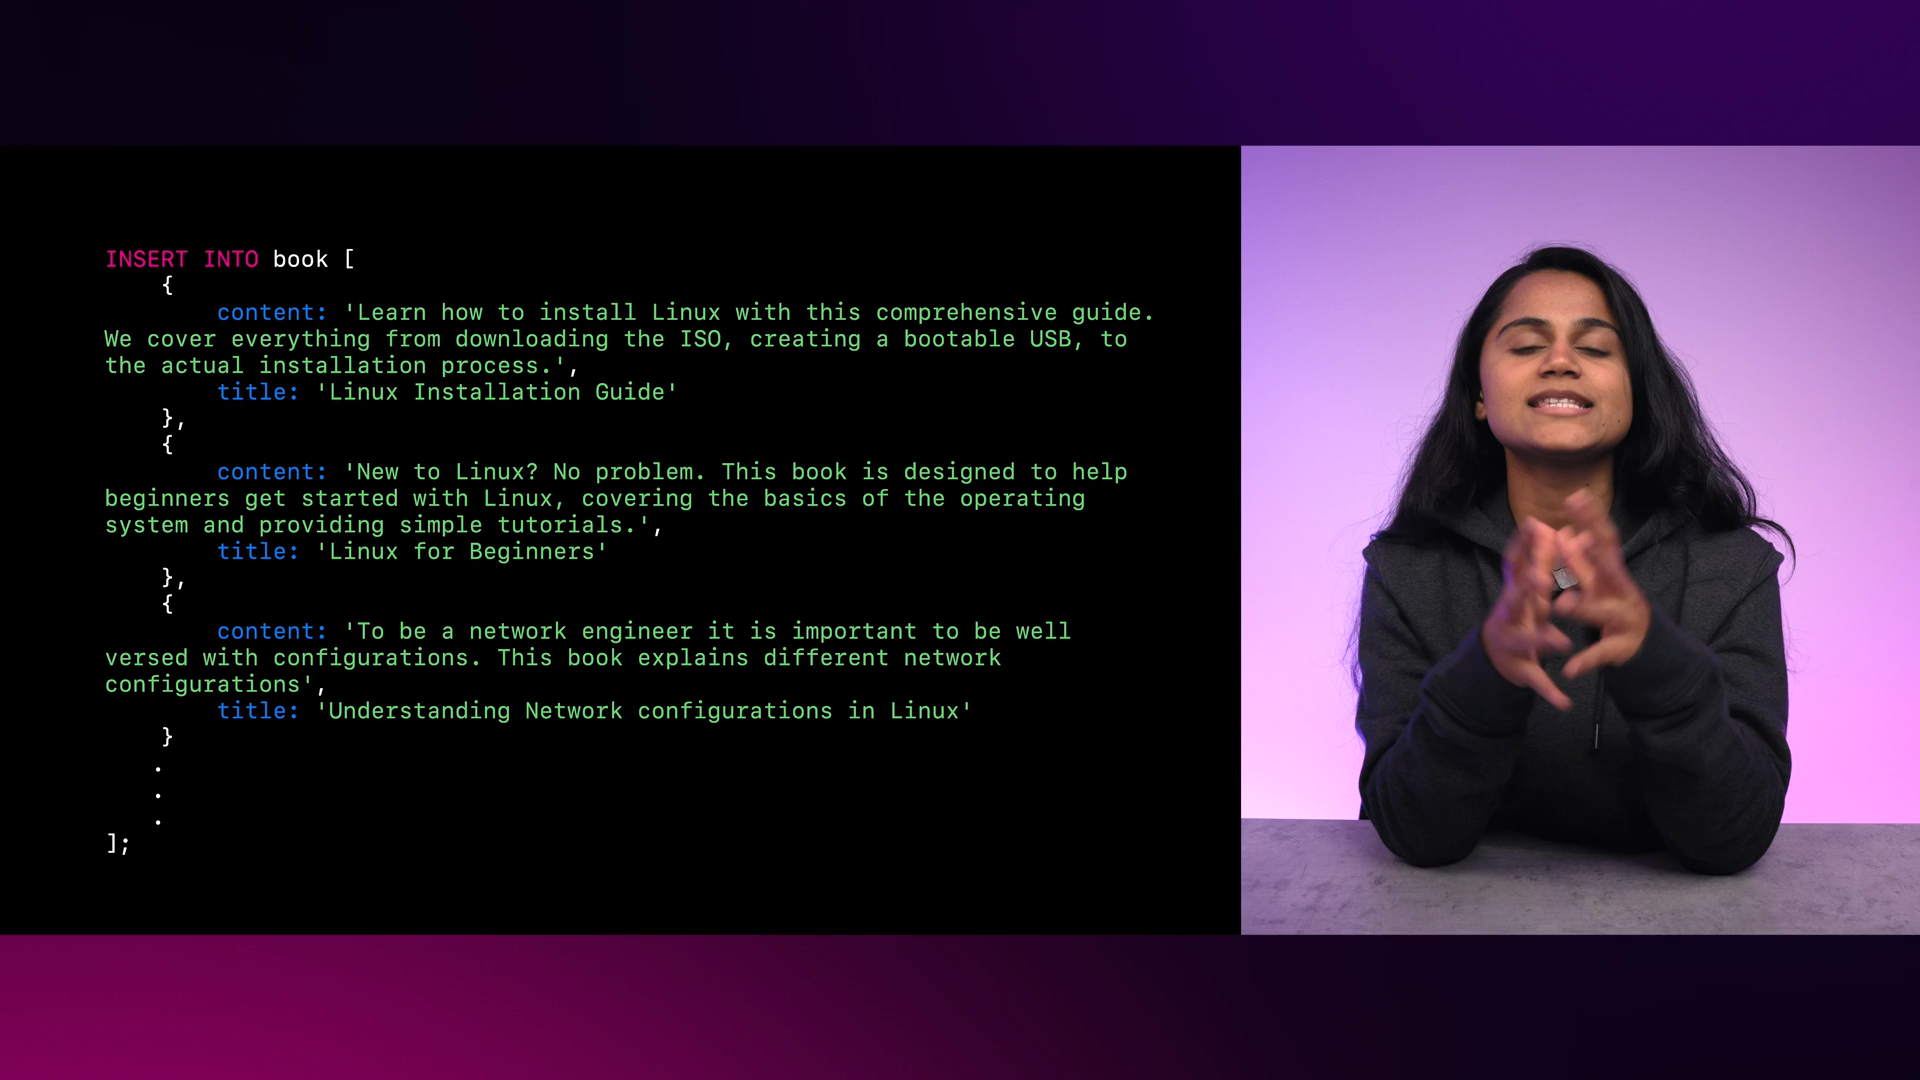 INSERT INTO book [
{
content: 'Learn how to install Linux with this comprehensive guide.
We cover everything from downloading the ISO, creating a bootable USB, to
the actual installation process.',
title: 'Linux Installation Guide'
},
{
content: 'New to Linux? No problem. This book is designed to help
beginners get started with Linux, covering the basics of the operating
system and providing simple tutorials.',
title: 'Linux for Beginners'
},
{
content: 'To be a network engineer it is important to be well
versed with configurations. This book explains different network
configurations',
title: 'Understanding Network configurations in Linux'
}
.
.
.
];